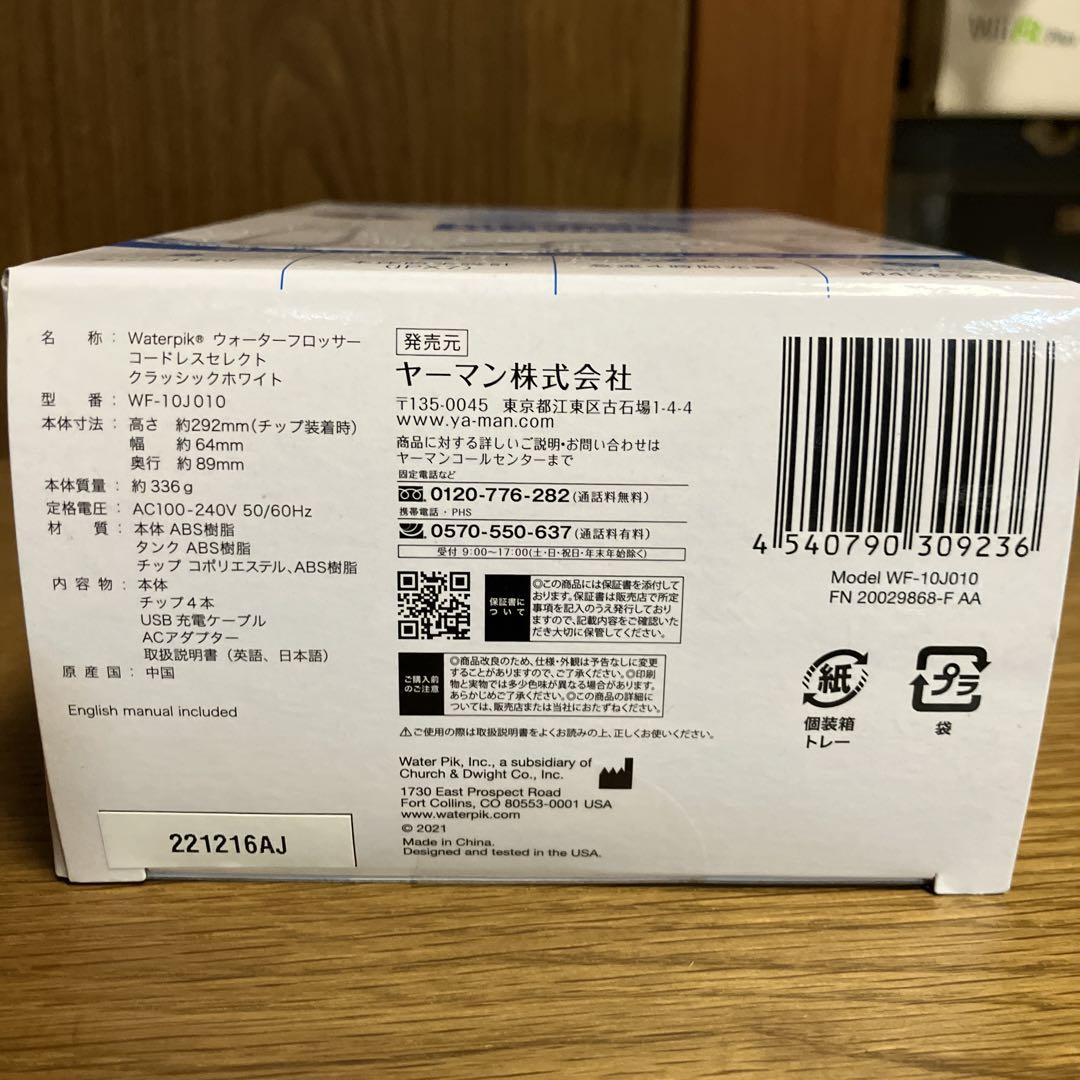 名　称： Waterpik® ウォーターフロッサー
コードレスセレクト
クラシックホワイト
型　番： WF-10J010
本体寸法： 高さ 約292mm(チップ装着時)
幅 約64mm
奥行 約89mm
本体質量： 約336g
定格電圧： AC100-240V 50/60Hz
材　質： 本体 ABS樹脂
タンク ABS樹脂
チップ コポリエステル、ABS樹脂
内容物： 本体
チップ4本
USB充電ケーブル
ACアダプター
取扱説明書（英語、日本語）
原産国： 中国
English manual included
221216AJ
発売元
ヤーマン株式会社
〒135-0045 東京都江東区古石場1-4-4
www.ya-man.com
商品に対する詳しいご説明・お問い合わせは
ヤーマンコールセンターまで
固定電話など
0120-776-282(通話料無料)
携帯電話・PHS
0570-550-637(通話料有料)
受付 9:00〜17:00(土・日・祝日・年末年始除く)
保証書に
ついて
◎この商品には保証書を添付して
おります。保証書は販売店で所定
事項を記入のうえ発行しており
ますので、記載内容をご確認いた
だき大切に保管してください。
ご購入前
のご注意
◎商品改良のため、仕様・外観は予告なしに変更
することがありますので、ご了承ください。◎印刷
物と実物では多少色味が異なる場合があります。
あらかじめご了承ください。◎この商品の詳細に
ついては、販売店または当社におたずねください。
⚠ご使用の際は取扱説明書をよくお読みの上、正しくお使いください。
Water Pik, Inc., a subsidiary of
Church & Dwight Co., Inc.
1730 East Prospect Road
Fort Collins, CO 80553-0001 USA
www.waterpik.com
© 2021
Made in China.
Designed and tested in the USA.
4 540790 309236
Model WF-10J010
FN 20029868-F AA
紙
個装箱
トレー
プラ
袋
Wii